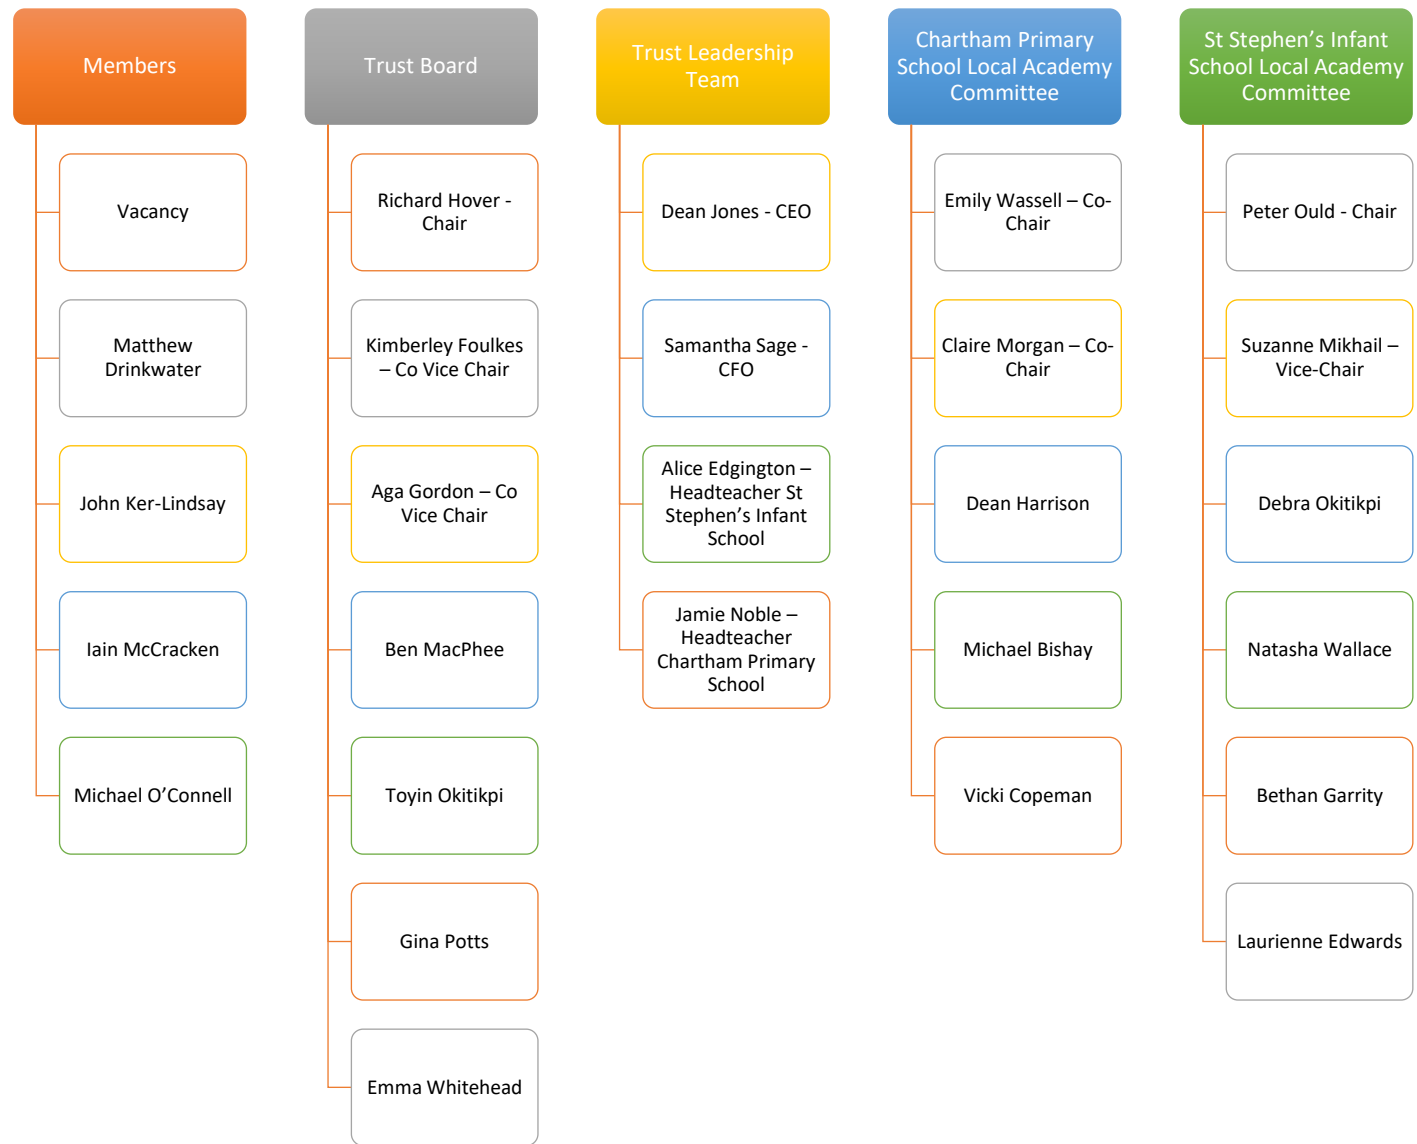 Members
Vacancy
Matthew
Drinkwater
John Ker-Lindsay
Iain McCracken
Michael O’Connell
Trust Board
Richard Hover -
Chair
Kimberley Foulkes
– Co Vice Chair
Aga Gordon – Co
Vice Chair
Ben MacPhee
Toyin Okitikpi
Gina Potts
Emma Whitehead
Trust Leadership
Team
Dean Jones - CEO
Samantha Sage -
CFO
Alice Edgington –
Headteacher St
Stephen’s Infant
School
Jamie Noble –
Headteacher
Chartham Primary
School
Chartham Primary
School Local Academy
Committee
Emily Wassell – Co-
Chair
Claire Morgan – Co-
Chair
Dean Harrison
Michael Bishay
Vicki Copeman
St Stephen’s Infant
School Local Academy
Committee
Peter Ould - Chair
Suzanne Mikhail –
Vice-Chair
Debra Okitikpi
Natasha Wallace
Bethan Garrity
Laurienne Edwards